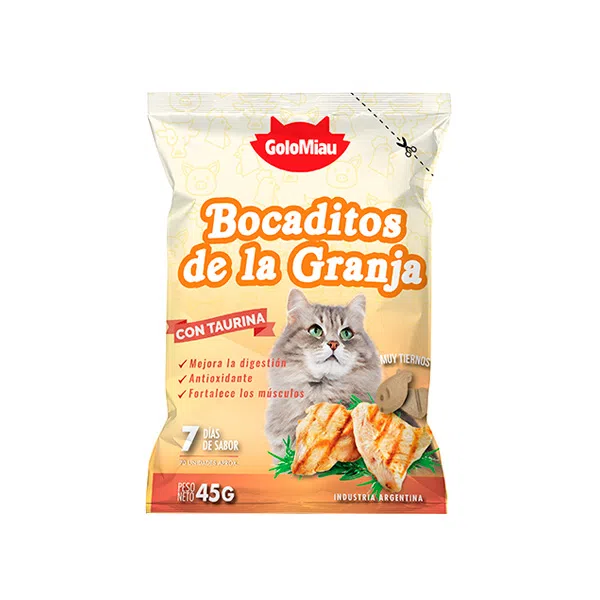 GoloMiau
Bocaditos
de la Granja
CON TAURINA
Mejora la digestión
Antioxidante
Fortalece los músculos
MUY TIERNOS
7 DÍAS
DE SABOR
PESO
NETO 45G
INDUSTRIA ARGENTINA